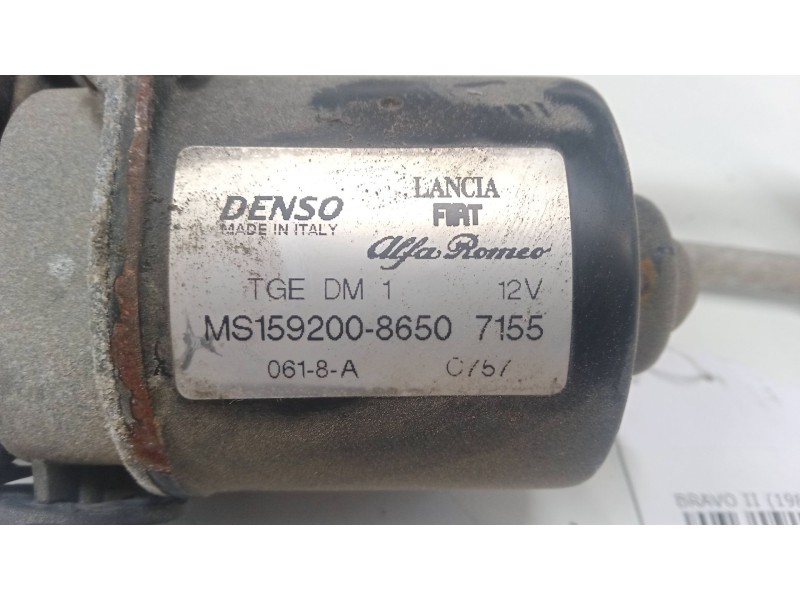 DENSO
MADE IN ITALY
LANCIA
FIAT
Alfa Romeo
TGE DM 1 12V
MS159200-8650 7155
061-8-A C757
BRAVO II (198